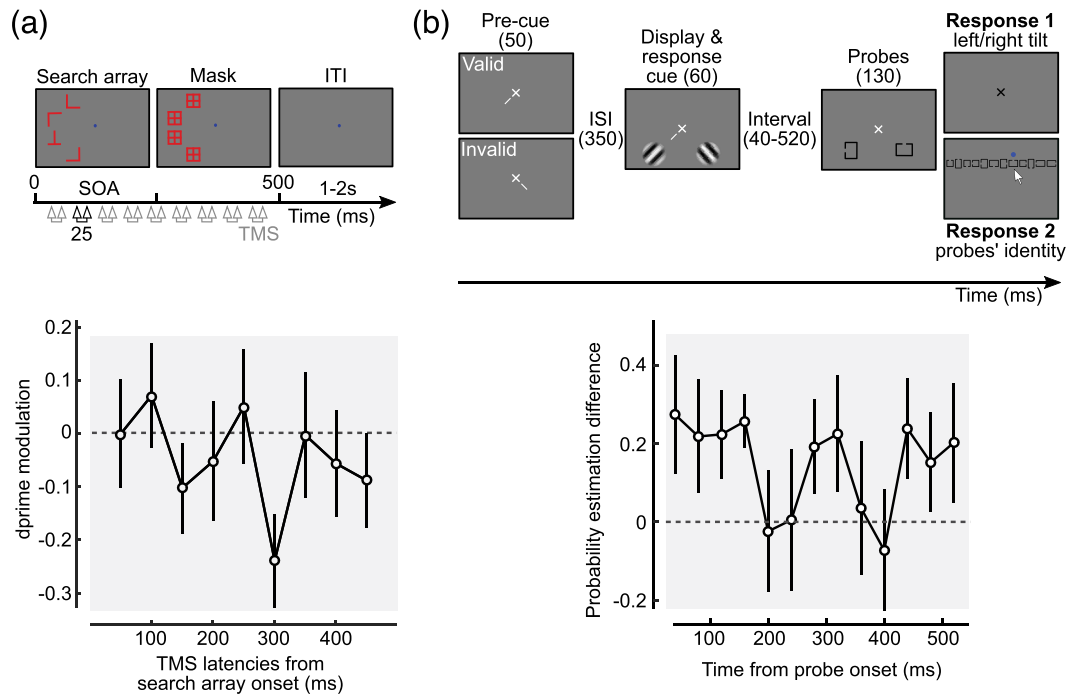 (a)
Search array
Mask
ITI
0
SOA
500
1-2s
Time (ms)
25
TMS
0.2
0.1
0
-0.1
-0.2
-0.3
dprime modulation
100
200
300
400
TMS latencies from
search array onset (ms)
(b)
Pre-cue
(50)
Valid
Invalid
ISI
(350)
Display &
response
cue (60)
Interval
(40-520)
Probes
(130)
Response 1
left/right tilt
Response 2
probes' identity
Time (ms)
0.4
0.2
0
-0.2
Probability estimation difference
100
200
300
400
500
Time from probe onset (ms)